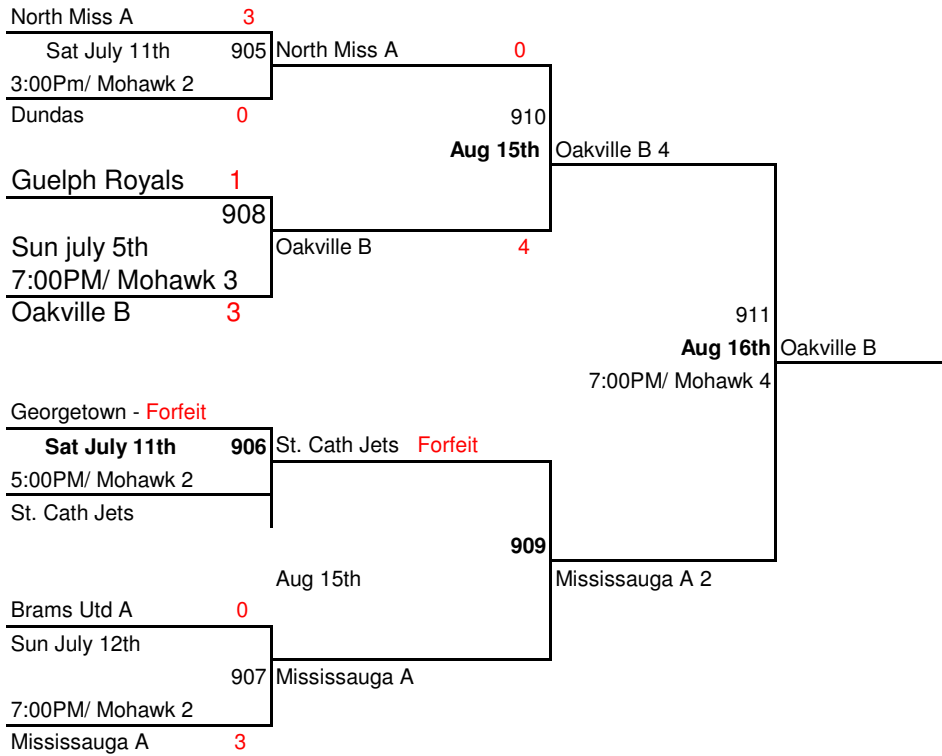 North Miss A 3
Sat July 11th 905 North Miss A 0
3:00Pm/ Mohawk 2
Dundas 0
910
Aug 15th Oakville B 4
Guelph Royals 1
908
Sun july 5th Oakville B 4
7:00PM/ Mohawk 3
Oakville B 3
911
Aug 16th Oakville B
7:00PM/ Mohawk 4
Georgetown - Forfeit
Sat July 11th 906 St. Cath Jets Forfeit
5:00PM/ Mohawk 2
St. Cath Jets
909
Aug 15th Mississauga A 2
Brams Utd A 0
Sun July 12th
907 Mississauga A
7:00PM/ Mohawk 2
Mississauga A 3